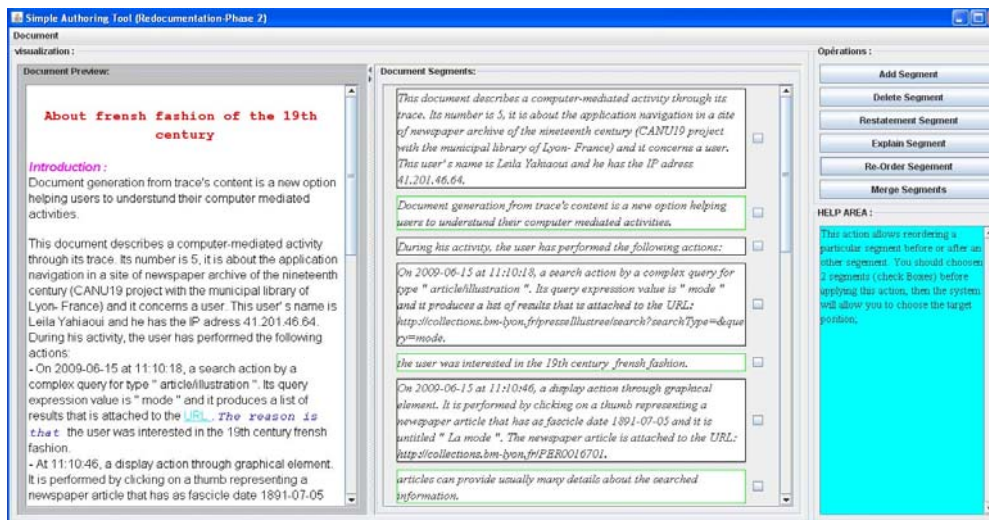 Simple Authoring Tool (Redocumentation-Phase 2)
Document
visualization :
Document Preview:
About frensh fashion of the 19th
century
Introduction :
Document generation from trace's content is a new option
helping users to understand their computer mediated
activities.
This document describes a computer-mediated activity
through its trace. Its number is 5, it is about the application
navigation in a site of newspaper archive of the nineteenth
century (CANU19 project with the municipal library of
Lyon- France) and it concerns a user. This user' s name is
Leila Yahiaoui and he has the IP adress 41.201.46.64.
During his activity, the user has performed the following
actions:
- On 2009-06-15 at 11:10:18, a search action by a
complex query for type " article/illustration ". Its query
expression value is " mode " and it produces a list of
results that is attached to the URL . The reason is
that the user was interested in the 19th century frensh
fashion.
- At 11:10:46, a display action through graphical element.
It is performed by clicking on a thumb representing a
newspaper article that has as fascicle date 1891-07-05
Document Segments:
This document describes a computer-mediated activity through its
trace. Its number is 5, it is about the application navigation in a site
of newspaper archive of the nineteenth century (CANU19 project
with the municipal library of Lyon- France) and it concerns a user.
This user's name is Leila Yahiaoui and he has the IP adress
41.201.46.64.
Document generation from trace's content is a new option helping
users to understand their computer mediated activities.
During his activity, the user has performed the following actions:
On 2009-06-15 at 11:10:18, a search action by a complex query for
type " article/illustration ". Its query expression value is " mode "
and it produces a list of results that is attached to the URL:
http://collections.bm-lyon.fr/presseIllustree/search?searchType=&que
ry=mode.
the user was interested in the 19th century frensh fashion.
On 2009-06-15 at 11:10:46, a display action through graphical
element. It is performed by clicking on a thumb representing a
newspaper article that has as fascicle date 1891-07-05 and it is
untitled " La mode ". The newspaper article is attached to the URL:
http://collections.bm-lyon.fr/PER0016701.
articles can provide usually many details about the searched
information.
Opérations :
Add Segment
Delete Segment
Restatement Segment
Explain Segment
Re-Order Segement
Merge Segments
HELP AREA :
This action allows reordering a
particular segment before or after an
other segement. You should choosen
2 segments (check Boxer) before
applying this action, then the system
will allow you to choose the target
position;